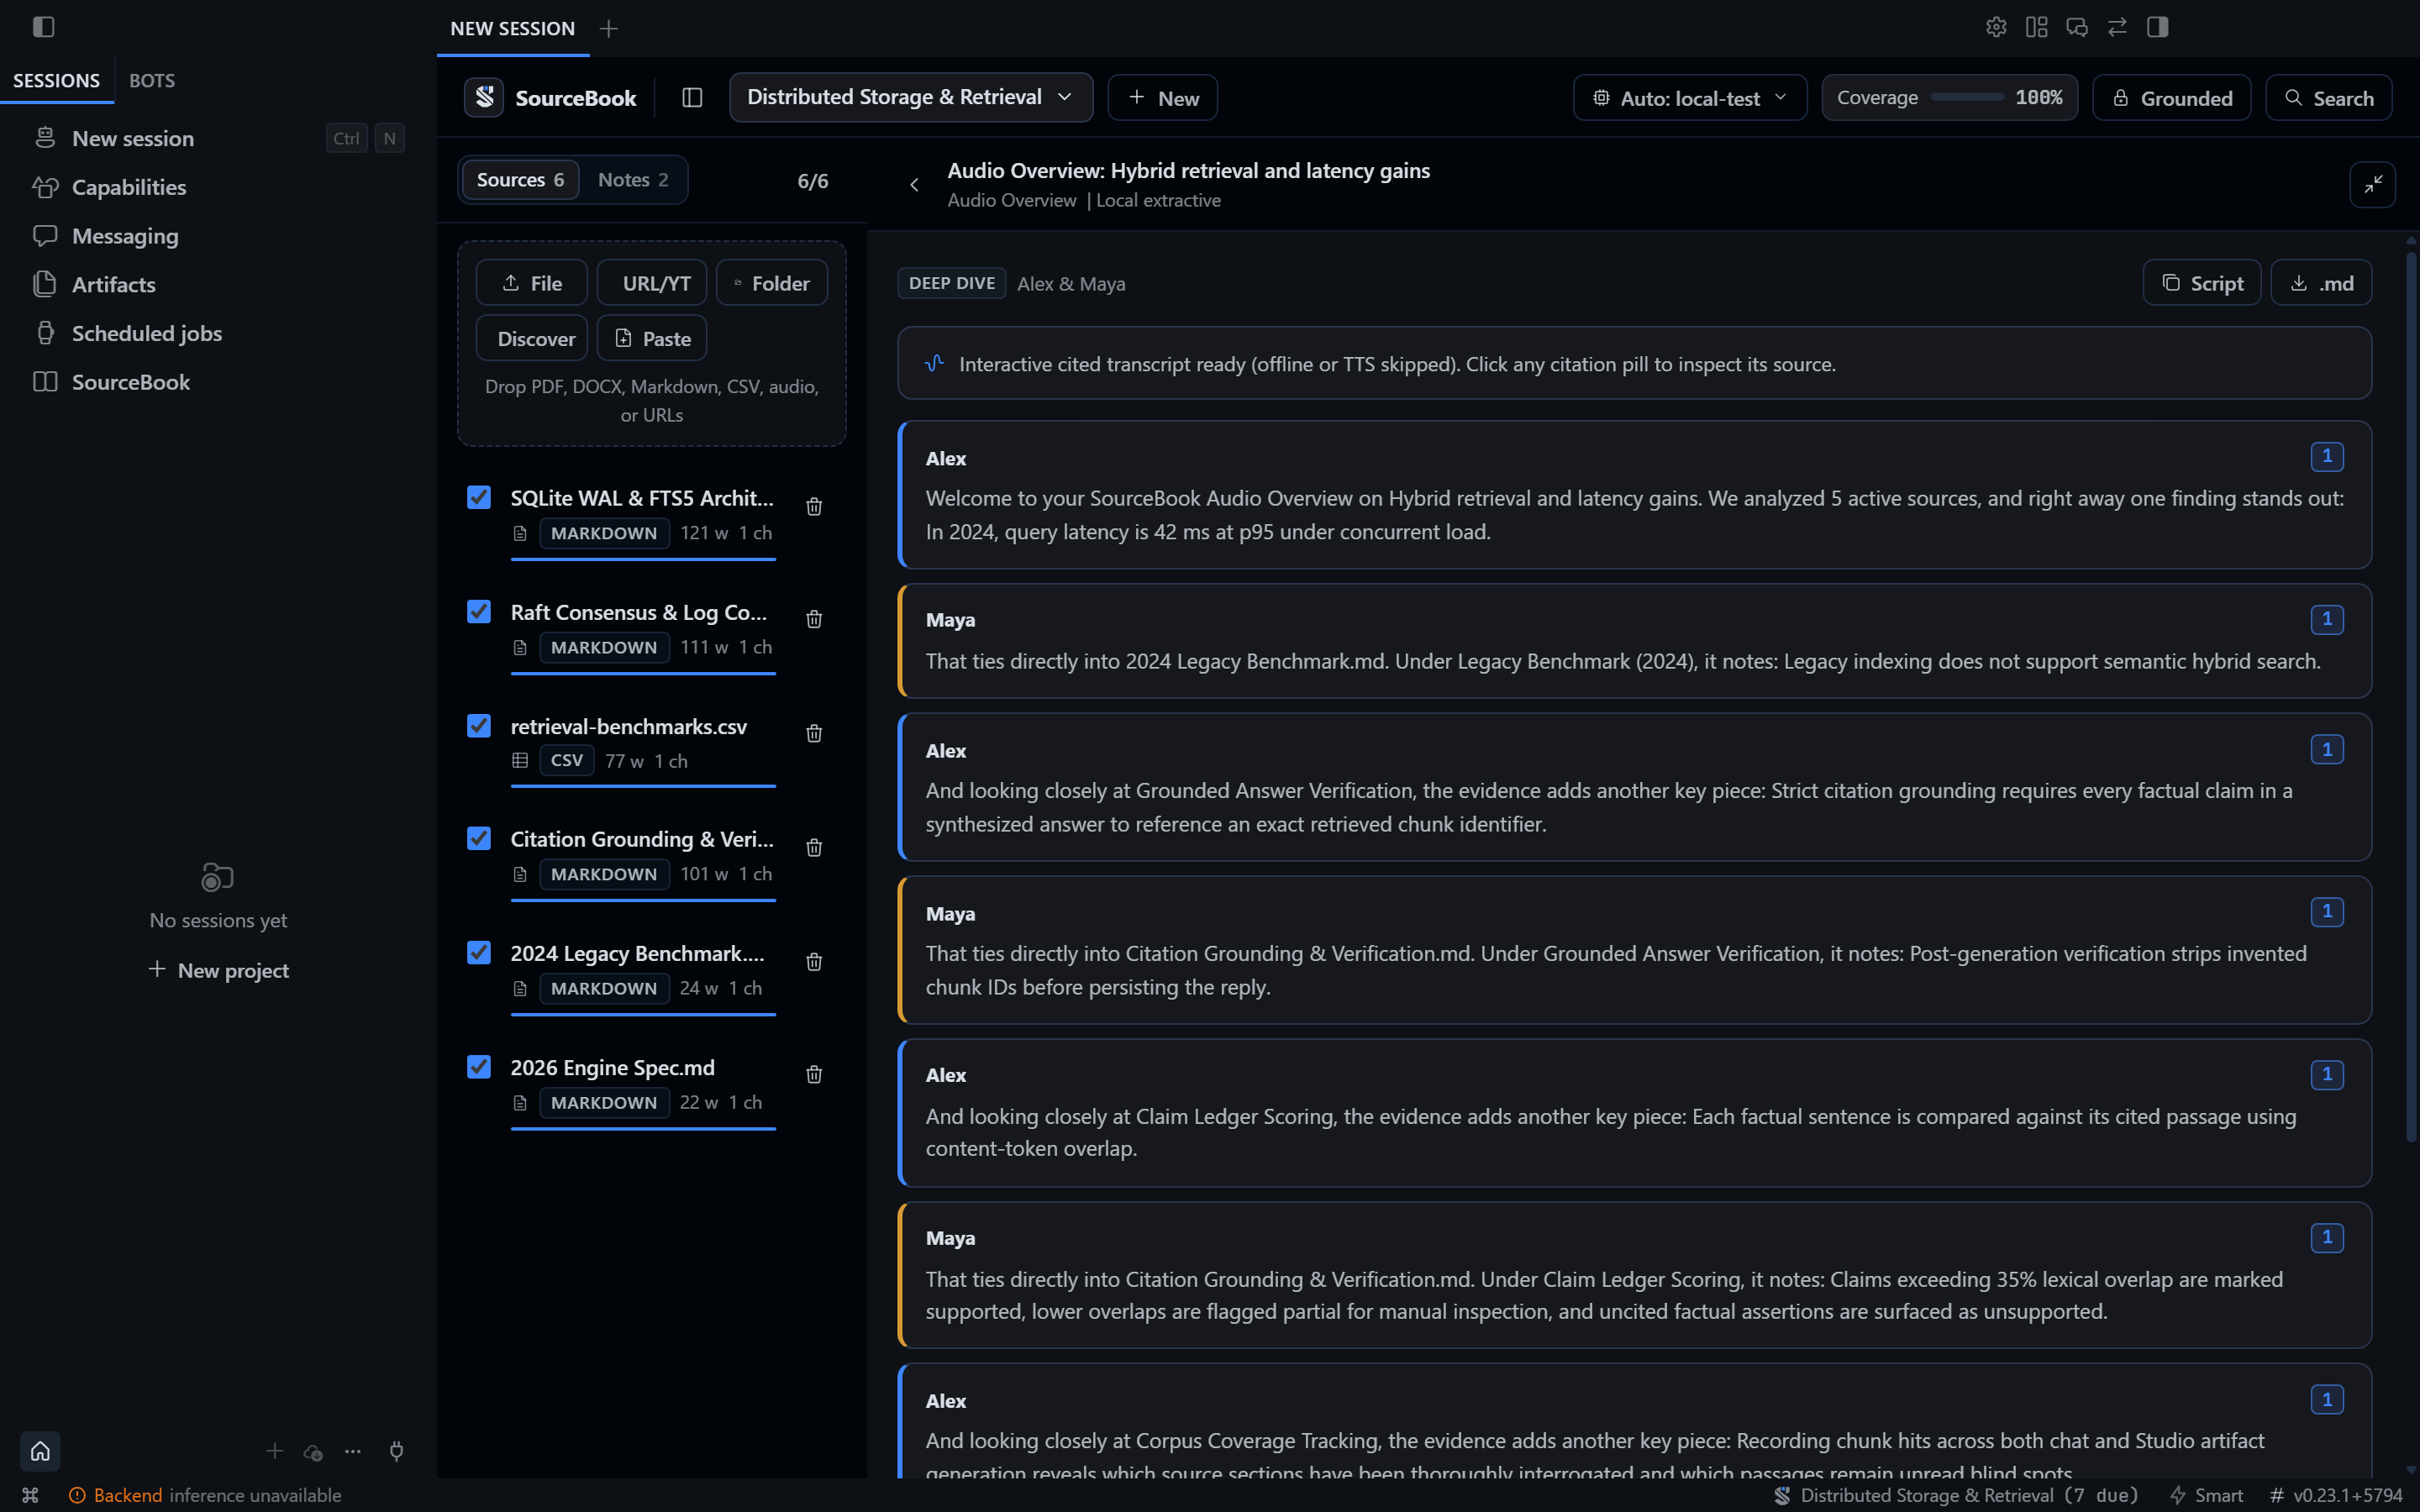 NEW SESSION
SESSIONS
BOTS
New session
Ctrl N
Capabilities
Messaging
Artifacts
Scheduled jobs
SourceBook
No sessions yet
New project
SourceBook
Distributed Storage & Retrieval
New
Auto: local-test
Coverage 100%
Grounded
Search
Sources 6
Notes 2
6/6
File
URL/YT
Folder
Discover
Paste
Drop PDF, DOCX, Markdown, CSV, audio,
or URLs
SQLite WAL & FTS5 Archit...
MARKDOWN 121 w 1 ch
Raft Consensus & Log Co...
MARKDOWN 111 w 1 ch
retrieval-benchmarks.csv
CSV 77 w 1 ch
Citation Grounding & Veri...
MARKDOWN 101 w 1 ch
2024 Legacy Benchmark....
MARKDOWN 24 w 1 ch
2026 Engine Spec.md
MARKDOWN 22 w 1 ch
Audio Overview: Hybrid retrieval and latency gains
Audio Overview | Local extractive
DEEP DIVE Alex & Maya
Script
.md
Interactive cited transcript ready (offline or TTS skipped). Click any citation pill to inspect its source.
Alex
1
Welcome to your SourceBook Audio Overview on Hybrid retrieval and latency gains. We analyzed 5 active sources, and right away one finding stands out:
In 2024, query latency is 42 ms at p95 under concurrent load.
Maya
1
That ties directly into 2024 Legacy Benchmark.md. Under Legacy Benchmark (2024), it notes: Legacy indexing does not support semantic hybrid search.
Alex
1
And looking closely at Grounded Answer Verification, the evidence adds another key piece: Strict citation grounding requires every factual claim in a
synthesized answer to reference an exact retrieved chunk identifier.
Maya
1
That ties directly into Citation Grounding & Verification.md. Under Grounded Answer Verification, it notes: Post-generation verification strips invented
chunk IDs before persisting the reply.
Alex
1
And looking closely at Claim Ledger Scoring, the evidence adds another key piece: Each factual sentence is compared against its cited passage using
content-token overlap.
Maya
1
That ties directly into Citation Grounding & Verification.md. Under Claim Ledger Scoring, it notes: Claims exceeding 35% lexical overlap are marked
supported, lower overlaps are flagged partial for manual inspection, and uncited factual assertions are surfaced as unsupported.
Alex
1
And looking closely at Corpus Coverage Tracking, the evidence adds another key piece: Recording chunk hits across both chat and Studio artifact
generation reveals which source sections have been thoroughly interrogated and which passages remain unread blind spots.
Backend inference unavailable
Distributed Storage & Retrieval (7 due)
Smart
# v0.23.1+5794